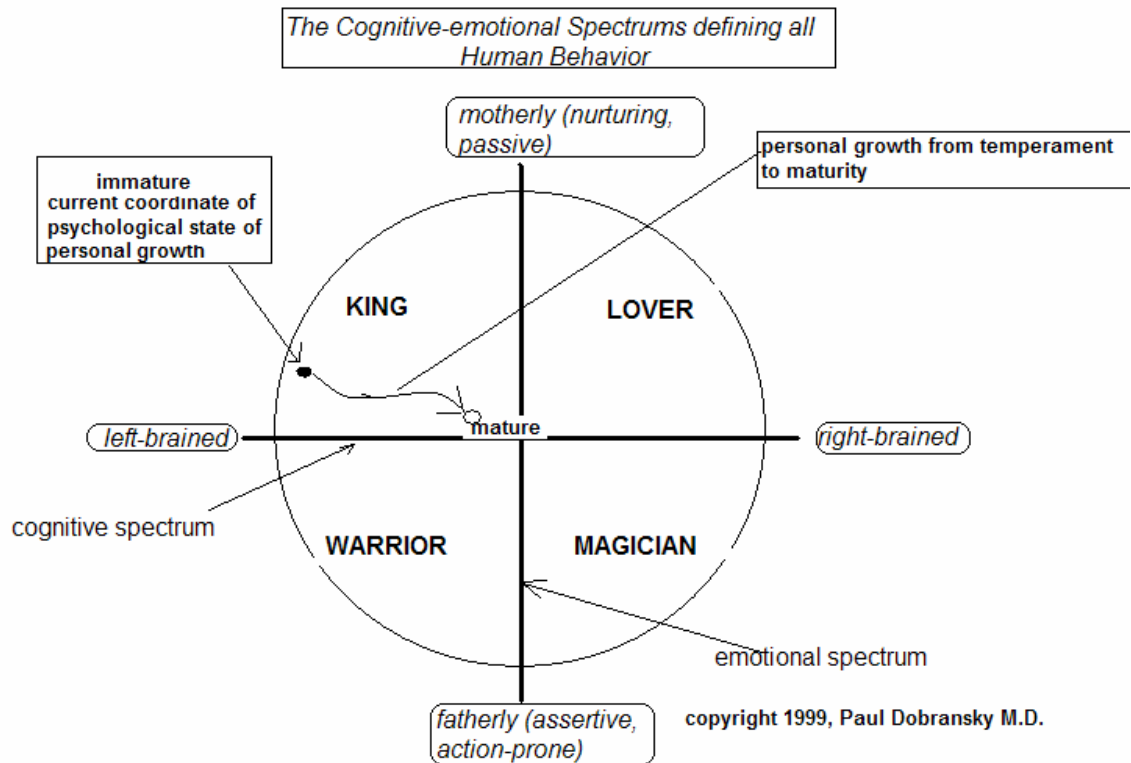 The Cognitive-emotional Spectrums defining all
Human Behavior
motherly (nurturing,
passive)
personal growth from temperament
to maturity
immature
current coordinate of
psychological state of
personal growth
KING
LOVER
mature
left-brained
right-brained
cognitive spectrum
WARRIOR
MAGICIAN
emotional spectrum
fatherly (assertive,
action-prone)
copyright 1999, Paul Dobransky M.D.